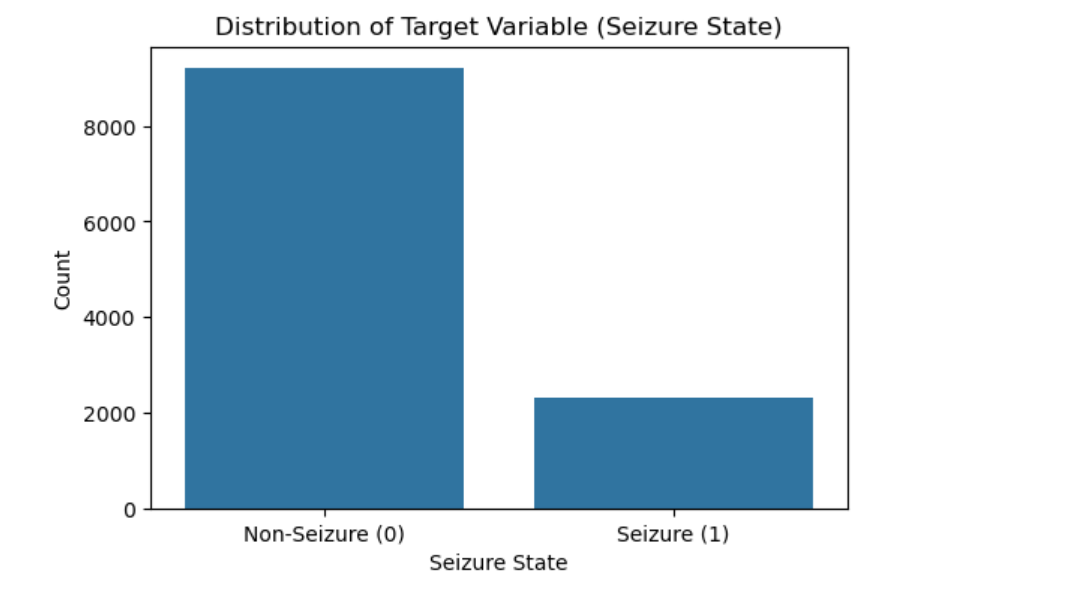 Distribution of Target Variable (Seizure State)
8000
6000
4000
2000
0
Count
Non-Seizure (0)
Seizure (1)
Seizure State